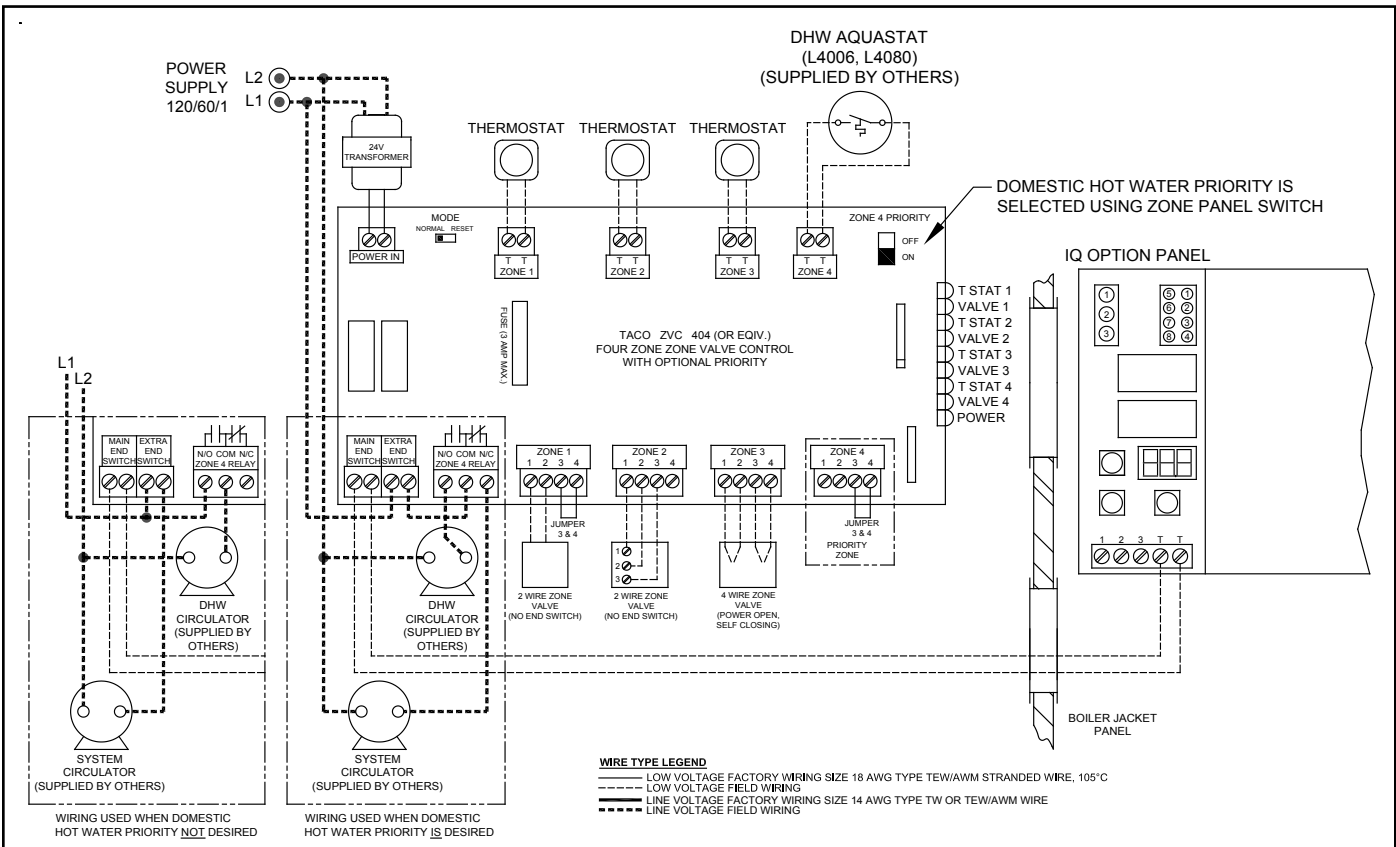 DHW AQUASTAT
(L4006, L4080)
(SUPPLIED BY OTHERS)
POWER
SUPPLY
120/60/1
L2
L1
24V
TRANSFORMER
THERMOSTAT
THERMOSTAT
THERMOSTAT
DOMESTIC HOT WATER PRIORITY IS
SELECTED USING ZONE PANEL SWITCH
MODE
NORMAL RESET
ZONE 4 PRIORITY
OFF
ON
POWER IN
T T
ZONE 1
T T
ZONE 2
T T
ZONE 3
T T
ZONE 4
IQ OPTION PANEL
1
2
3
5 1
6 2
7 3
8 4
T STAT 1
VALVE 1
T STAT 2
VALVE 2
T STAT 3
VALVE 3
T STAT 4
VALVE 4
POWER
FUSE (3 AMP MAX.)
TACO ZVC 404 (OR EQIV.)
FOUR ZONE ZONE VALVE CONTROL
WITH OPTIONAL PRIORITY
L1
L2
MAIN
END
SWITCH
EXTRA
END
SWITCH
N/O COM N/C
ZONE 4 RELAY
MAIN
END
SWITCH
EXTRA
END
SWITCH
N/O COM N/C
ZONE 4 RELAY
ZONE 1
1 2 3 4
ZONE 2
1 2 3 4
ZONE 3
1 2 3 4
ZONE 4
1 2 3 4
JUMPER
3 & 4
JUMPER
3 & 4
PRIORITY
ZONE
1
2
3
1 2 3 T T
DHW
CIRCULATOR
(SUPPLIED BY
OTHERS)
DHW
CIRCULATOR
(SUPPLIED BY
OTHERS)
2 WIRE ZONE
VALVE
(NO END SWITCH)
2 WIRE ZONE
VALVE
(NO END SWITCH)
4 WIRE ZONE
VALVE
(POWER OPEN,
SELF CLOSING)
SYSTEM
CIRCULATOR
(SUPPLIED BY OTHERS)
SYSTEM
CIRCULATOR
(SUPPLIED BY OTHERS)
BOILER JACKET
PANEL
WIRING USED WHEN DOMESTIC
HOT WATER PRIORITY NOT DESIRED
WIRING USED WHEN DOMESTIC
HOT WATER PRIORITY IS DESIRED
WIRE TYPE LEGEND
LOW VOLTAGE FACTORY WIRING SIZE 18 AWG TYPE TEW/AWM STRANDED WIRE, 105°C
LOW VOLTAGE FIELD WIRING
LINE VOLTAGE FACTORY WIRING SIZE 14 AWG TYPE TW OR TEW/AWM WIRE
LINE VOLTAGE FIELD WIRING